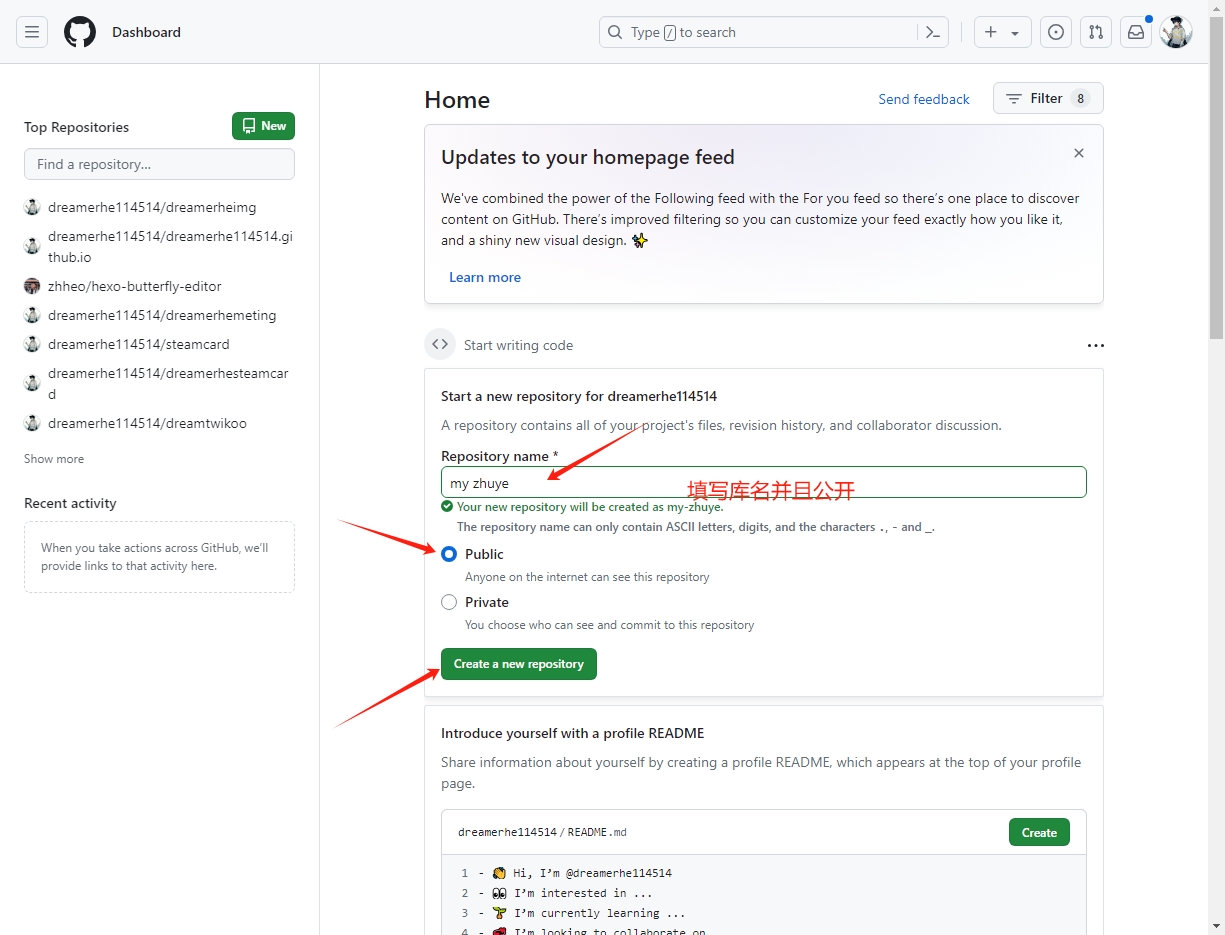 Dashboard
Type / to search
Top Repositories
New
Find a repository...
dreamerhe114514/dreamerheimg
dreamerhe114514/dreamerhe114514.gi
thub.io
zhheo/hexo-butterfly-editor
dreamerhe114514/dreamerhemeting
dreamerhe114514/steamcard
dreamerhe114514/dreamerhesteamcar
d
dreamerhe114514/dreamtwikoo
Show more
Recent activity
When you take actions across GitHub, we'll
provide links to that activity here.
Home
Send feedback
Filter 8
Updates to your homepage feed
We've combined the power of the Following feed with the For you feed so there's one place to discover
content on GitHub. There's improved filtering so you can customize your feed exactly how you like it,
and a shiny new visual design. ✨
Learn more
Start writing code
Start a new repository for dreamerhe114514
A repository contains all of your project's files, revision history, and collaborator discussion.
Repository name *
my zhuye
填写库名并且公开
Your new repository will be created as my-zhuye.
The repository name can only contain ASCII letters, digits, and the characters ., - and _.
Public
Anyone on the internet can see this repository
Private
You choose who can see and commit to this repository
Create a new repository
Introduce yourself with a profile README
Share information about yourself by creating a profile README, which appears at the top of your profile
page.
dreamerhe114514 / README.md
Create
1 - 👋 Hi, I'm @dreamerhe114514
2 - 👀 I'm interested in ...
3 - 🌱 I'm currently learning ...
4 - 💞️ I'm looking to collaborate on